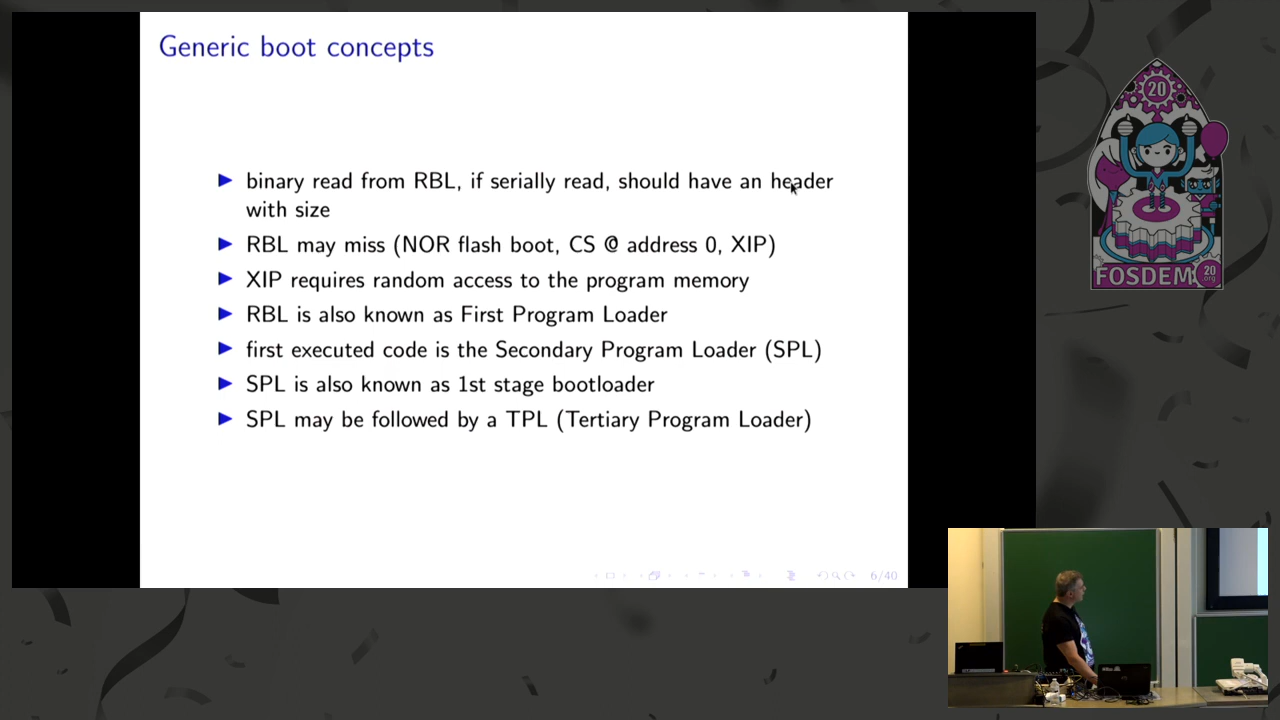 Generic boot concepts
binary read from RBL, if serially read, should have an header
with size
RBL may miss (NOR flash boot, CS @ address 0, XIP)
XIP requires random access to the program memory
RBL is also known as First Program Loader
first executed code is the Secondary Program Loader (SPL)
SPL is also known as 1st stage bootloader
SPL may be followed by a TPL (Tertiary Program Loader)
6/40
20
FOSDEM
20
.org